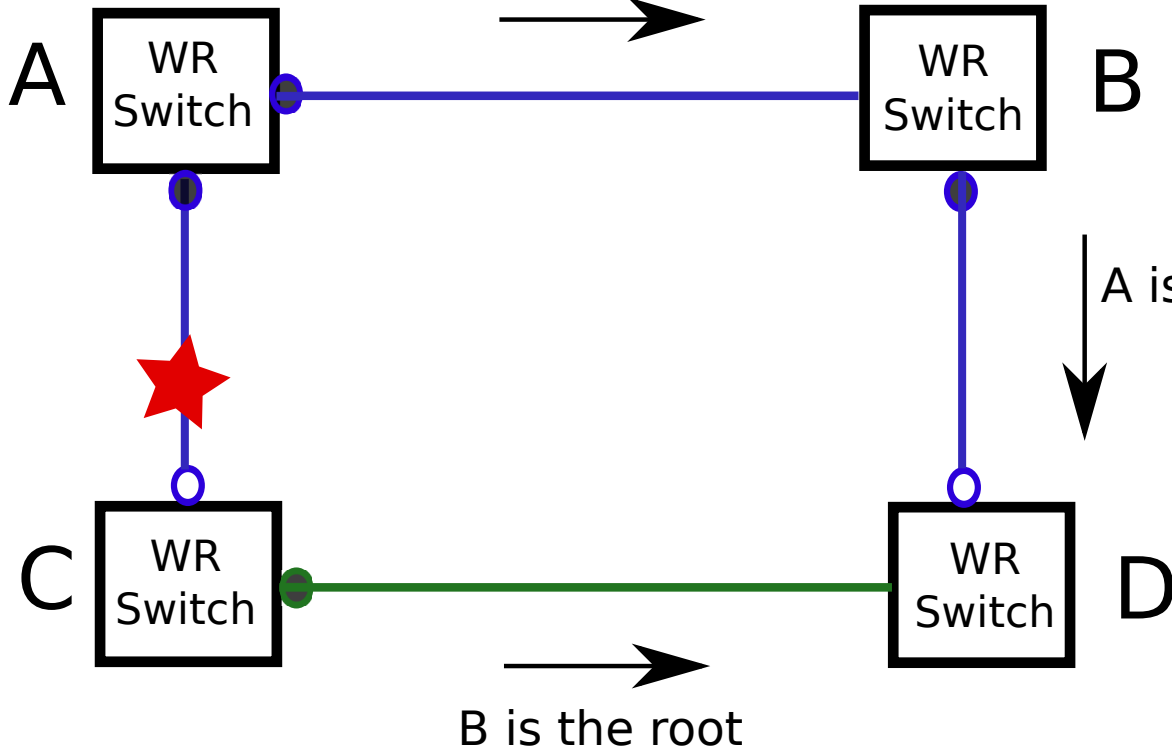 A
WR
Switch
WR
Switch
B
A is
C
WR
Switch
WR
Switch
D
B is the root